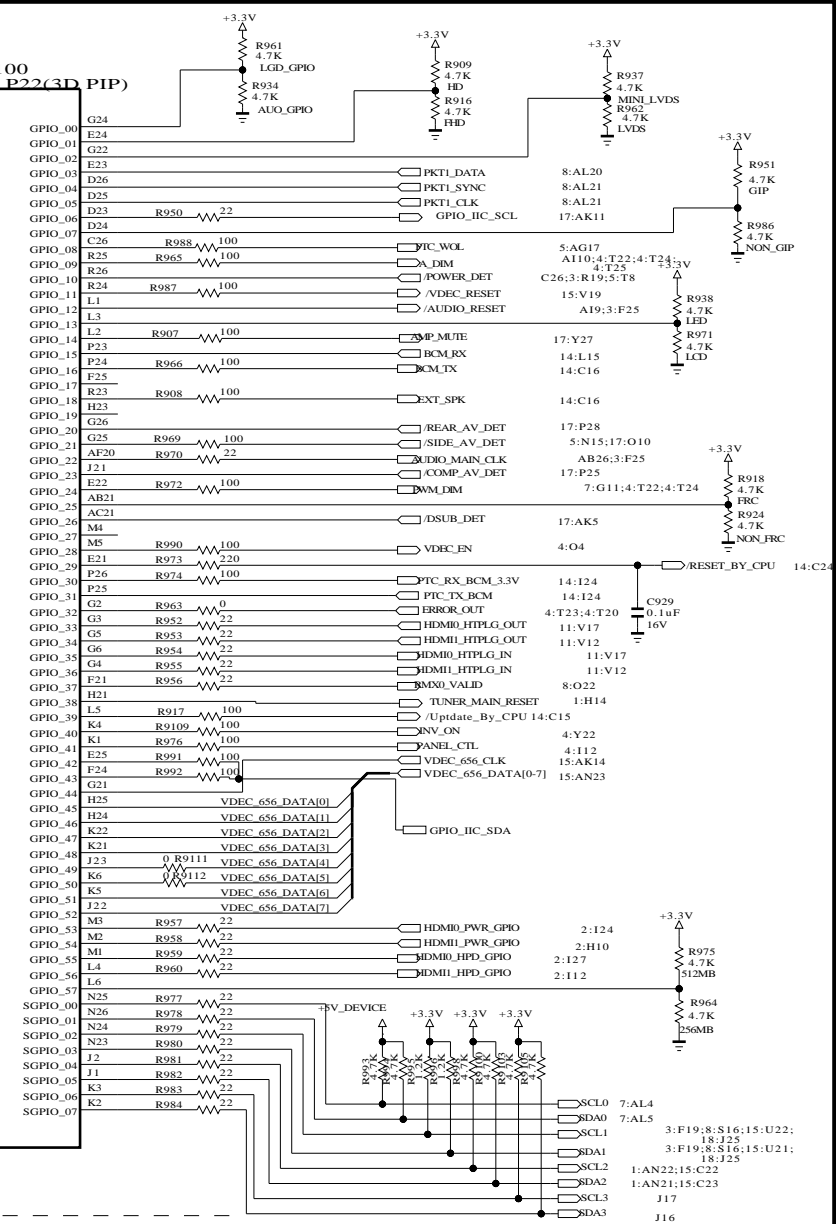 +3.3V
R961
4.7K
LGD_GPIO
R934
4.7K
AUO_GPIO
+3.3V
R909
4.7K
HD
R916
4.7K
FHD
+3.3V
R937
4.7K
MINI_LVDS
R962
4.7K
LVDS
+3.3V
R951
4.7K
GIP
R986
4.7K
NON_GIP
00
P22(3D PIP)
GPIO_00 G24
GPIO_01 E24
GPIO_02 G22
GPIO_03 E23 PKT1_DATA 8:AL20
GPIO_04 D26 PKT1_SYNC 8:AL21
GPIO_05 D25 PKT1_CLK 8:AL21
GPIO_06 D23 R950 22 GPIO_IIC_SCL 17:AK11
GPIO_07 D24
GPIO_08 C26 R988 100 PTC_WOL 5:AG17
GPIO_09 R25 R965 100 A_DIM AI10;4:T22;4:T24;
4:T25
GPIO_10 R26 /POWER_DET C26;3:R19;5:T8
GPIO_11 R24 R987 100 /VDEC_RESET 15:V19
GPIO_12 L1 /AUDIO_RESET AI9;3:F25
GPIO_13 L3
+3.3V
R938
4.7K
LED
R971
4.7K
LCD
GPIO_14 L2 R907 100 AMP_MUTE 17:Y27
GPIO_15 P23 BCM_RX 14:L15
GPIO_16 P24 R966 100 BCM_TX 14:C16
GPIO_17 F25
GPIO_18 R23 R908 100 EXT_SPK 14:C16
GPIO_19 H23
GPIO_20 G26 /REAR_AV_DET 17:P28
GPIO_21 G25 R969 100 /SIDE_AV_DET 5:N15;17:O10
GPIO_22 AF20 R970 22 AUDIO_MAIN_CLK AB26;3:F25
GPIO_23 J21 /COMP_AV_DET 17:P25
GPIO_24 E22 R972 100 PWM_DIM 7:G11;4:T22;4:T24
GPIO_25 AB21
+3.3V
R918
4.7K
FRC
R924
4.7K
NON_FRC
GPIO_26 AC21 /DSUB_DET 17:AK5
GPIO_27 M4
GPIO_28 M5 R990 100 VDEC_EN 4:O4
GPIO_29 E21 R973 220 /RESET_BY_CPU 14:C24
C929
0.1uF
16V
GPIO_30 P26 R974 100 PTC_RX_BCM_3.3V 14:I24
GPIO_31 P25 PTC_TX_BCM 14:I24
GPIO_32 G2 R963 0 ERROR_OUT 4:T23;4:T20
GPIO_33 G3 R952 22 HDMI0_HTPLG_OUT 11:V17
GPIO_34 G5 R953 22 HDMI1_HTPLG_OUT 11:V12
GPIO_35 G6 R954 22 HDMI0_HTPLG_IN 11:V17
GPIO_36 G4 R955 22 HDMI1_HTPLG_IN 11:V12
GPIO_37 F21 R956 22 RMX0_VALID 8:O22
GPIO_38 H21 TUNER_MAIN_RESET 1:H14
GPIO_39 L5 R917 100 /Uptdate_By_CPU 14:C15
GPIO_40 K4 R9109 100 INV_ON 4:Y22
GPIO_41 K1 R976 100 PANEL_CTL 4:I12
GPIO_42 E25 R991 100 VDEC_656_CLK 15:AK14
GPIO_43 F24 R992 100 VDEC_656_DATA[0-7] 15:AN23
GPIO_44 G21
GPIO_45 H25 VDEC_656_DATA[0]
GPIO_46 H24 VDEC_656_DATA[1]
GPIO_47 K22 VDEC_656_DATA[2] GPIO_IIC_SDA
GPIO_48 K21 VDEC_656_DATA[3]
GPIO_49 J23 0 R9111 VDEC_656_DATA[4]
GPIO_50 K6 0 R9112 VDEC_656_DATA[5]
GPIO_51 K5 VDEC_656_DATA[6]
GPIO_52 J22 VDEC_656_DATA[7]
GPIO_53 M3 R957 22 HDMI0_PWR_GPIO 2:I24
GPIO_54 M2 R958 22 HDMI1_PWR_GPIO 2:H10
GPIO_55 M1 R959 22 HDMI0_HPD_GPIO 2:I27
GPIO_56 L4 R960 22 HDMI1_HPD_GPIO 2:I12
GPIO_57 L6
+3.3V
R975
4.7K
512MB
R964
4.7K
256MB
SGPIO_00 N25 R977 22
SGPIO_01 N26 R978 22
SGPIO_02 N24 R979 22
SGPIO_03 N23 R980 22
SGPIO_04 J2 R981 22
SGPIO_05 J1 R982 22
SGPIO_06 K3 R983 22
SGPIO_07 K2 R984 22
+5V_DEVICE +3.3V +3.3V +3.3V
R993
4.7K
R994
4.7K
R995
1.2K
R996
1.2K
R998
4.7K
R9100
4.7K
R9103
4.7K
R9105
4.7K
SCL0 7:AL4
SDA0 7:AL5
SCL1 3:F19;8:S16;15:U22;
18:J25
SDA1 3:F19;8:S16;15:U21;
18:J25
SCL2 1:AN22;15:C22
SDA2 1:AN21;15:C23
SCL3 J17
SDA3 J16